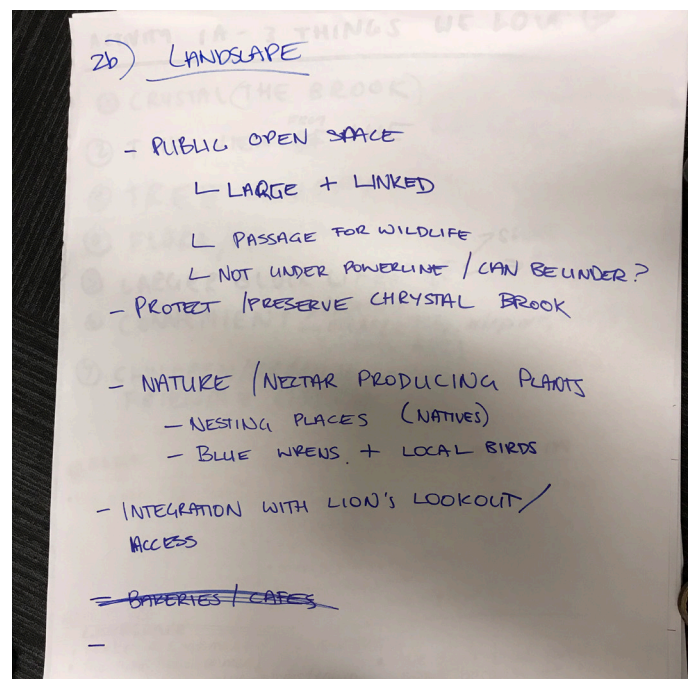 2b) LANDSCAPE
- PUBLIC OPEN SPACE
└ LARGE + LINKED
└ PASSAGE FOR WILDLIFE
└ NOT UNDER POWERLINE / CAN BE UNDER?
- PROTECT / PRESERVE CHRYSTAL BROOK
- NATURE / NECTAR PRODUCING PLANTS
- NESTING PLACES (NATIVES)
- BLUE WRENS. + LOCAL BIRDS
- INTEGRATION WITH LION'S LOOKOUT /
ACCESS
- BAKERIES / CAFES
-